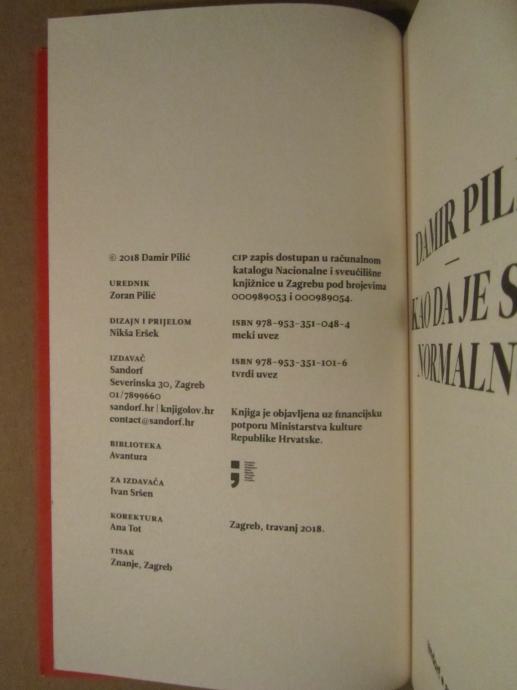 © 2018 Damir Pilić
UREDNIK
Zoran Pilić
DIZAJN I PRIJELOM
Nikša Eršek
IZDAVAČ
Sandorf
Severinska 30, Zagreb
01/7899660
sandorf.hr | knjigolov.hr
contact@sandorf.hr
BIBLIOTEKA
Avantura
ZA IZDAVAČA
Ivan Sršen
KOREKTURA
Ana Tot
TISAK
Znanje, Zagreb
CIP zapis dostupan u računalnom
katalogu Nacionalne i sveučilišne
knjižnice u Zagrebu pod brojevima
000989053 i 000989054.
ISBN 978-953-351-048-4
meki uvez
ISBN 978-953-351-101-6
tvrdi uvez
Knjiga je objavljena uz financijsku
potporu Ministarstva kulture
Republike Hrvatske.
Zagreb, travanj 2018.
DAMIR PIL
—
KAO DA JE S
NORMALN